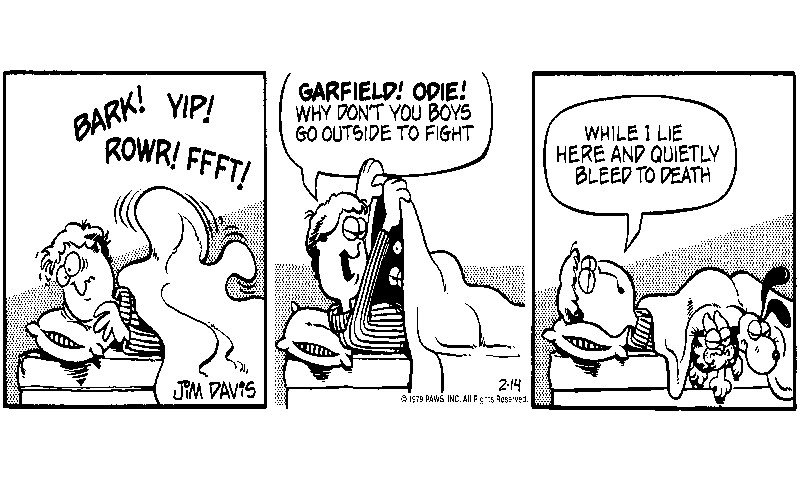 BARK! YIP!
ROWR! FFFT!
JIM DAVIS
GARFIELD! ODIE!
WHY DON'T YOU BOYS
GO OUTSIDE TO FIGHT
2-14
© 1979 PAWS, INC. All Rights Reserved.
WHILE I LIE
HERE AND QUIETLY
BLEED TO DEATH